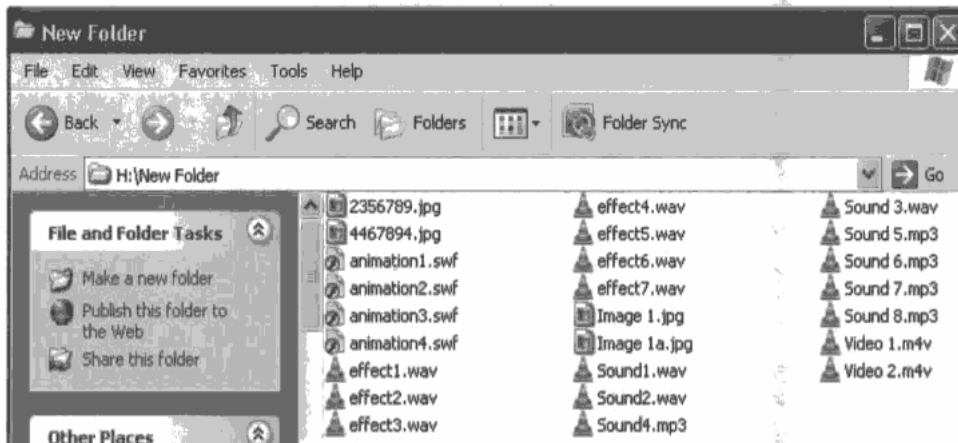 New Folder
File Edit View Favorites Tools Help
Back Search Folders Folder Sync
Address H:\New Folder Go
File and Folder Tasks
Make a new folder
Publish this folder to
the Web
Share this folder
Other Places
2356789.jpg
4467894.jpg
animation1.swf
animation2.swf
animation3.swf
animation4.swf
effect1.wav
effect2.wav
effect3.wav
effect4.wav
effect5.wav
effect6.wav
effect7.wav
Image 1.jpg
Image 1a.jpg
Sound1.wav
Sound2.wav
Sound4.mp3
Sound 3.wav
Sound 5.mp3
Sound 6.mp3
Sound 7.mp3
Sound 8.mp3
Video 1.m4v
Video 2.m4v